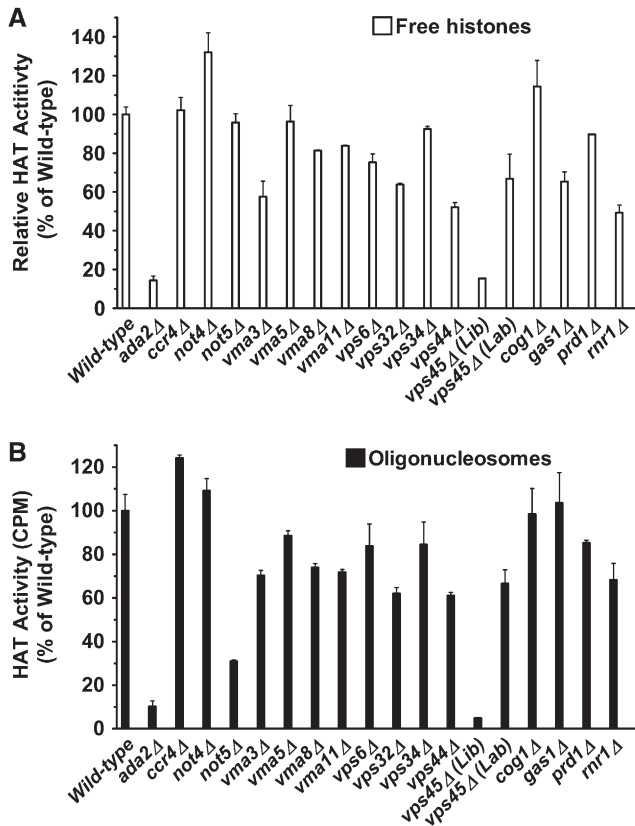 A
Free histones
Relative HAT Actitivty
(% of Wild-type)
140
120
100
80
60
40
20
0
Wild-type
ada2Δ
ccr4Δ
not4Δ
not5Δ
vma3Δ
vma5Δ
vma8Δ
vma11Δ
vps6Δ
vps32Δ
vps34Δ
vps44Δ
vps45Δ (Lib)
vps45Δ (Lab)
cog1Δ
gas1Δ
prd1Δ
rnr1Δ
B
Oligonucleosomes
HAT Activity (CPM)
(% of Wild-type)
120
100
80
60
40
20
0
Wild-type
ada2Δ
ccr4Δ
not4Δ
not5Δ
vma3Δ
vma5Δ
vma8Δ
vma11Δ
vps6Δ
vps32Δ
vps34Δ
vps44Δ
vps45Δ (Lib)
vps45Δ (Lab)
cog1Δ
gas1Δ
prd1Δ
rnr1Δ